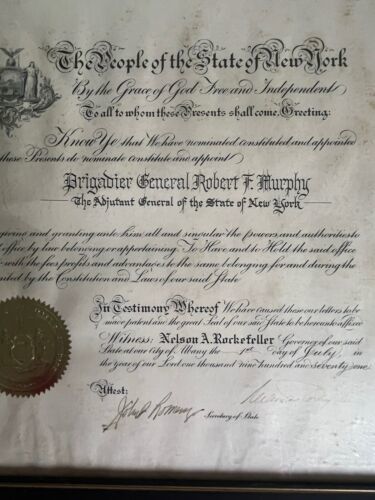 The People of the State of New York
By the Grace of God Free and Independent
To all to whom these Presents shall come, Greeting:
Know Ye that We have nominated constituted and appointed
these Presents do nominate constitute and appoint
Brigadier General Robert F. Murphy
The Adjutant General of the State of New York
giving and granting unto him all and singular the powers and authorities to
office by law belonging or appertaining. To Have and to Hold the said office
with the fees profits and advantages to the same belonging for and during the
by the Constitution and Laws of our said State
In Testimony Whereof We have caused these our letters to be
made patent and the great Seal of our said State to be hereunto affixed
Witness: Nelson A. Rockefeller Governor of our said
State at our City of Albany the 1st day of July, in
the year of our Lord one thousand nine hundred and seventy one
Attest:
John P. Lomenzo
Secretary of State